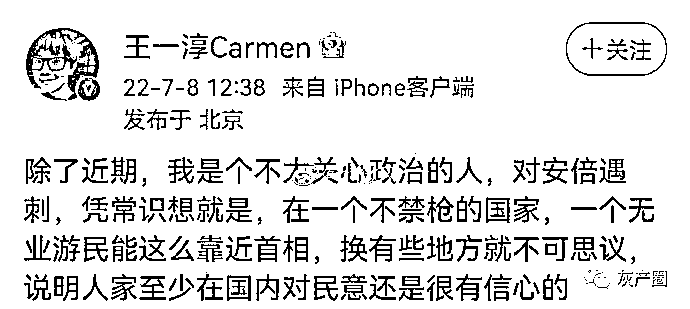 王一淳Carmen
+关注
22-7-8 12:38 来自 iPhone客户端
发布于 北京
除了近期，我是个不太关心政治的人，对安倍遇
刺，凭常识想就是，在一个不禁枪的国家，一个无
业游民能这么靠近首相，换有些地方就不可思议，
说明人家至少在国内对民意还是很有信心的
灰产圈